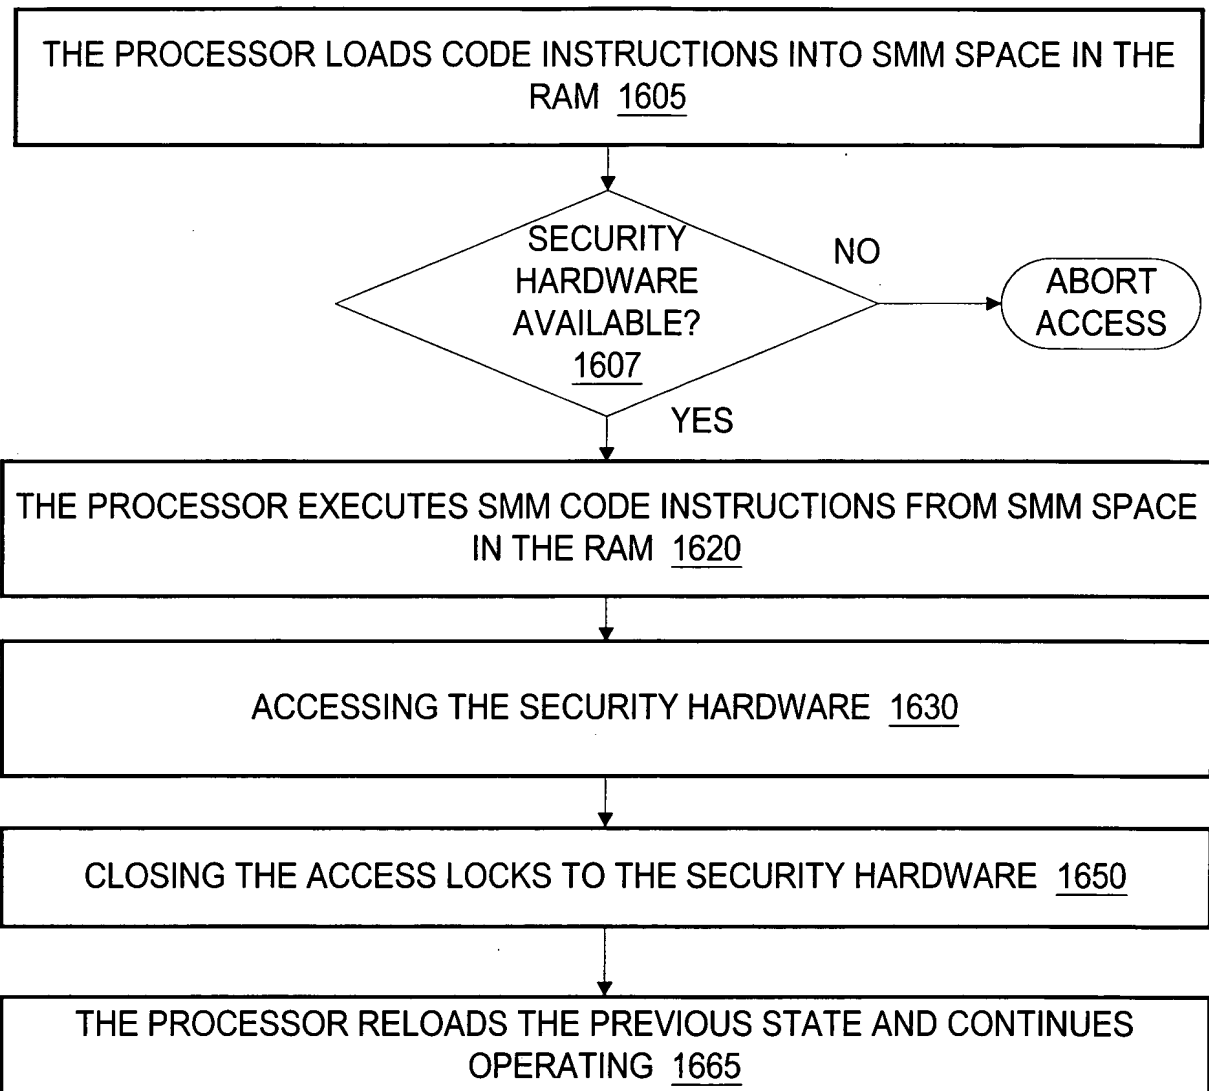 THE PROCESSOR LOADS CODE INSTRUCTIONS INTO SMM SPACE IN THE
RAM 1605
SECURITY
HARDWARE
AVAILABLE?
1607
NO
ABORT
ACCESS
YES
THE PROCESSOR EXECUTES SMM CODE INSTRUCTIONS FROM SMM SPACE
IN THE RAM 1620
ACCESSING THE SECURITY HARDWARE 1630
CLOSING THE ACCESS LOCKS TO THE SECURITY HARDWARE 1650
THE PROCESSOR RELOADS THE PREVIOUS STATE AND CONTINUES
OPERATING 1665